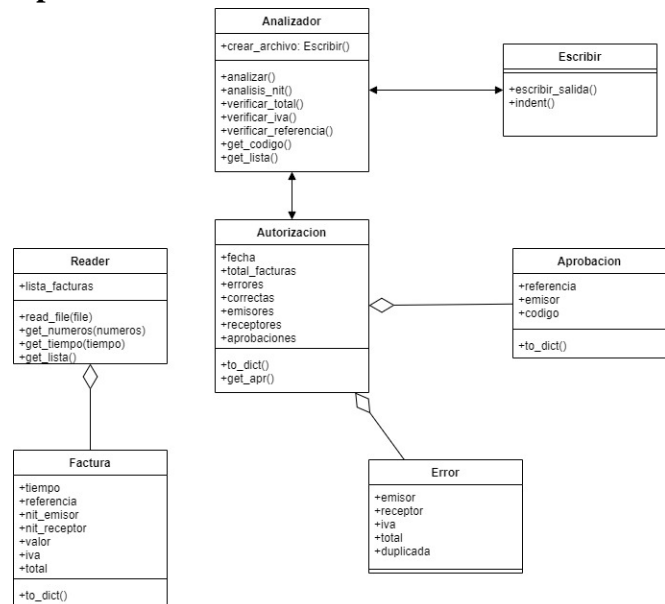 Analizador
+crear_archivo: Escribir()
+analizar()
+analisis_nit()
+verificar_total()
+verificar_iva()
+verificar_referencia()
+get_codigo()
+get_lista()
Escribir
+escribir_salida()
+indent()
Autorizacion
+fecha
+total_facturas
+errores
+correctas
+emisores
+receptores
+aprobaciones
+to_dict()
+get_apr()
Reader
+lista_facturas
+read_file(file)
+get_numeros(numeros)
+get_tiempo(tiempo)
+get_lista()
Aprobacion
+referencia
+emisor
+codigo
+to_dict()
Factura
+tiempo
+referencia
+nit_emisor
+nit_receptor
+valor
+iva
+total
+to_dict()
Error
+emisor
+receptor
+iva
+total
+duplicada